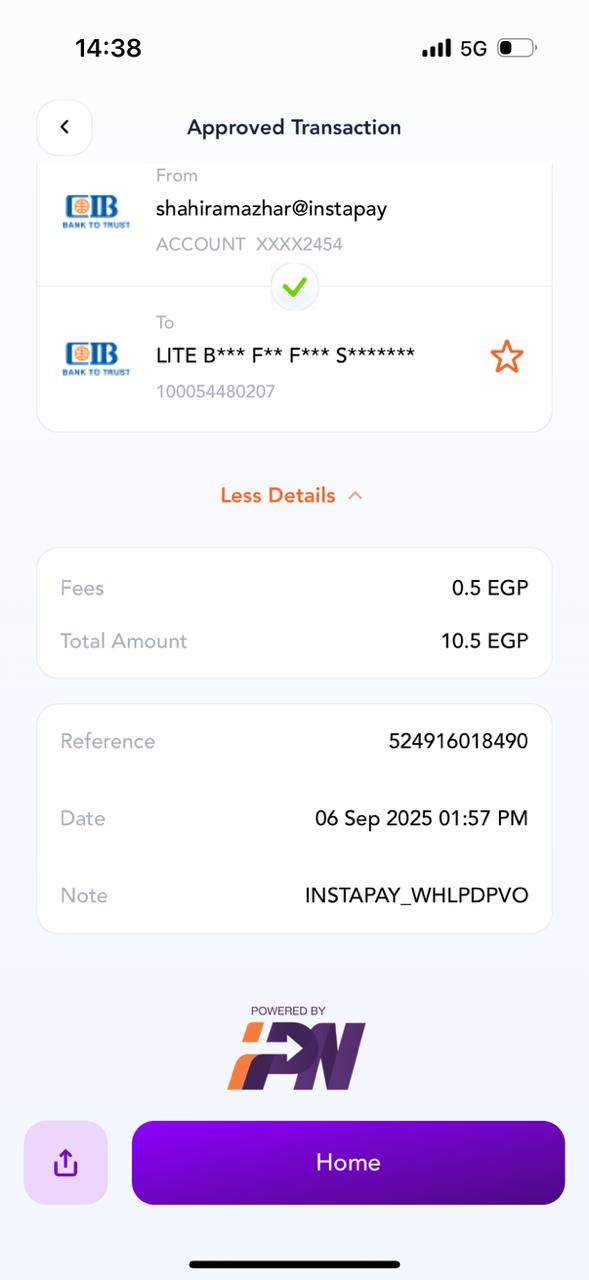 14:38
5G
Approved Transaction
From
CIB
BANK TO TRUST
shahiramazhar@instapay
ACCOUNT XXXX2454
To
CIB
BANK TO TRUST
LITE B*** F** F*** S*******
100054480207
Less Details
Fees 0.5 EGP
Total Amount 10.5 EGP
Reference 524916018490
Date 06 Sep 2025 01:57 PM
Note INSTAPAY_WHLPDPVO
POWERED BY
iPN
Home